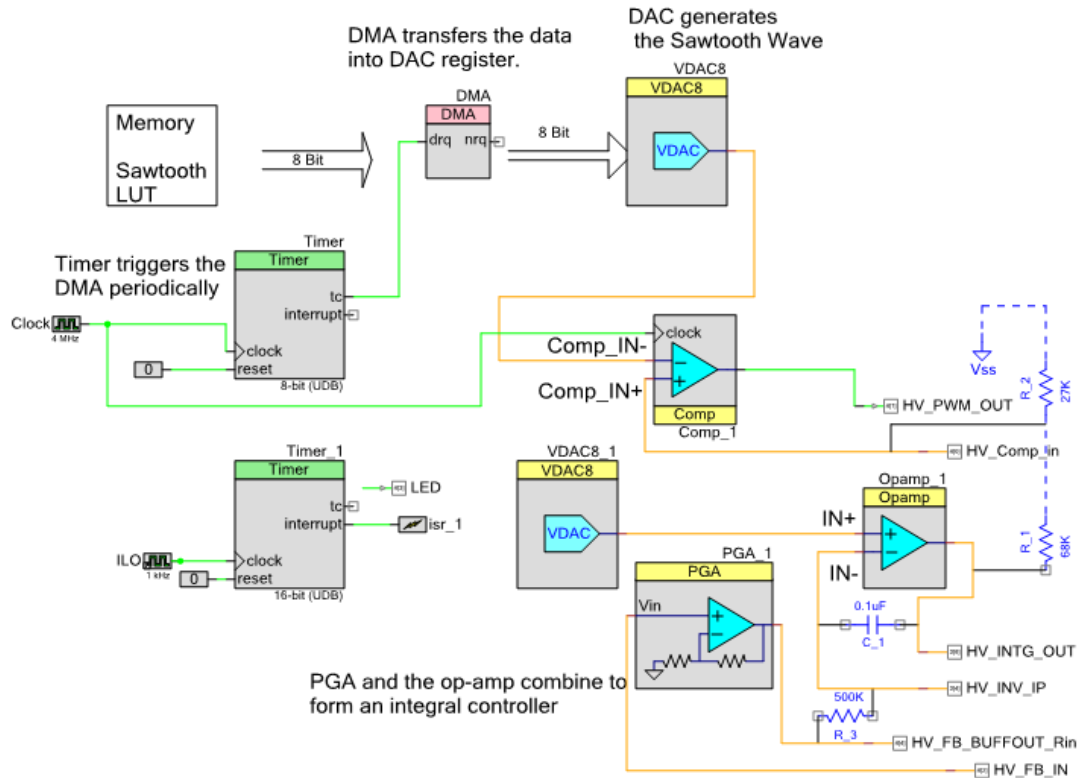 DAC generates
the Sawtooth Wave
DMA transfers the data
into DAC register.
VDAC8
VDAC8
DMA
DMA
drq
nrq
VDAC
Memory
Sawtooth
LUT
8 Bit
8 Bit
Timer
Timer
Timer triggers the
DMA periodically
tc
interrupt
Clock
4 MHz
clock
0
reset
8-bit (UDB)
clock
Comp_IN-
Comp_IN+
Comp
Comp_1
Vss
R_2
27K
HV_PWM_OUT
HV_Comp_in
Timer_1
Timer
LED
tc
interrupt
isr_1
ILO
1 kHz
clock
0
reset
16-bit (UDB)
VDAC8_1
VDAC8
VDAC
Opamp_1
Opamp
IN+
IN-
R_1
68K
PGA_1
PGA
Vin
0.1uF
C_1
HV_INTG_OUT
HV_INV_IP
500K
R_3
HV_FB_BUFFOUT_Rin
HV_FB_IN
PGA and the op-amp combine to
form an integral controller